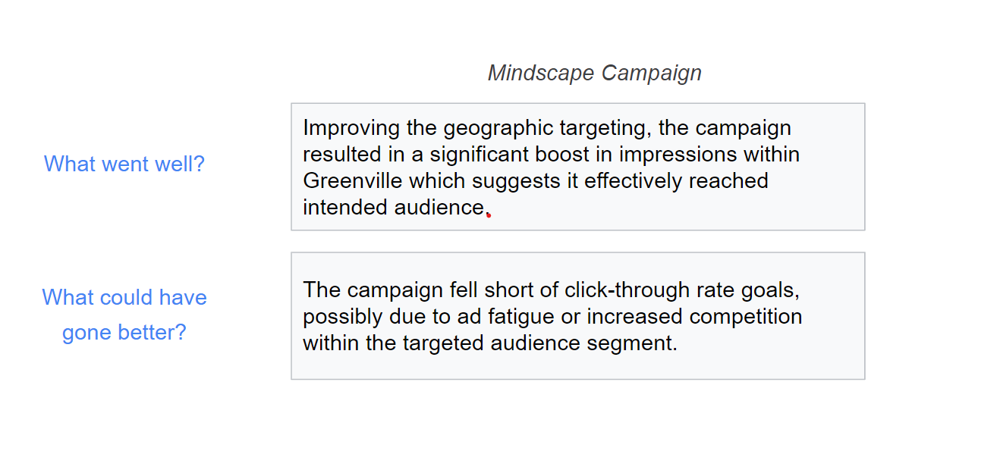 Mindscape Campaign
What went well?
Improving the geographic targeting, the campaign
resulted in a significant boost in impressions within
Greenville which suggests it effectively reached
intended audience.
What could have
gone better?
The campaign fell short of click-through rate goals,
possibly due to ad fatigue or increased competition
within the targeted audience segment.